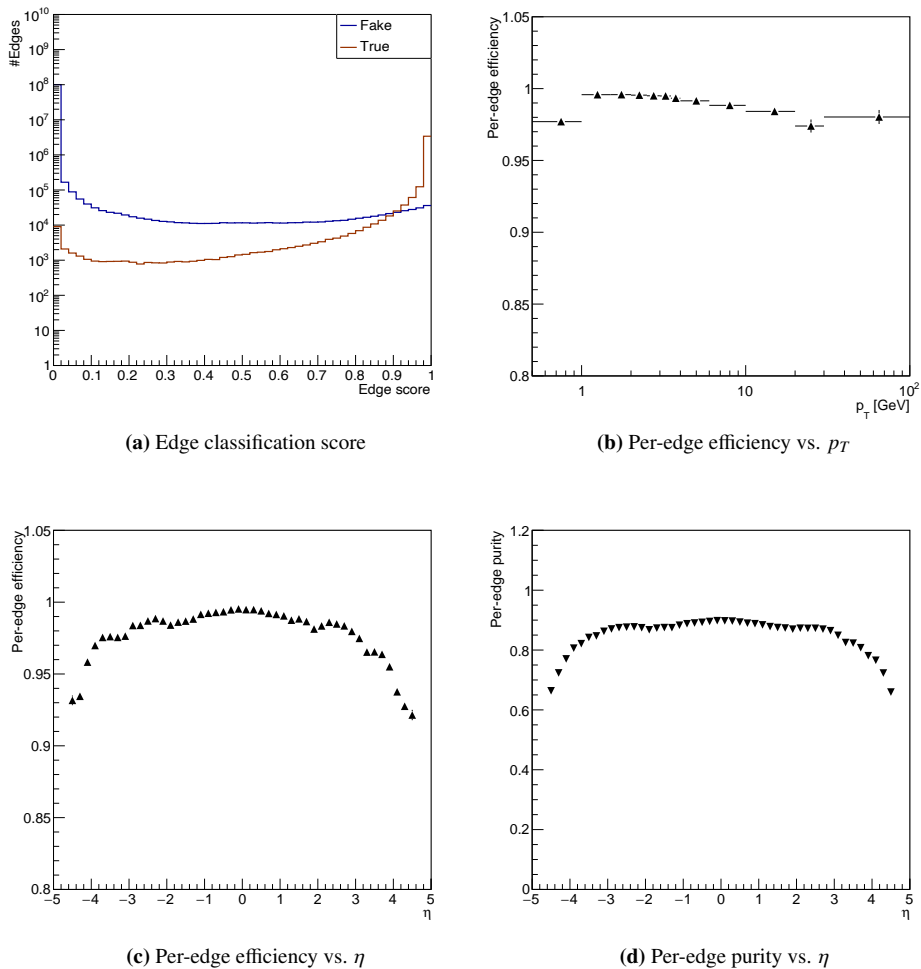 #Edges
10^10
10^9
10^8
10^7
10^6
10^5
10^4
10^3
10^2
10
1
Fake
True
0 0.1 0.2 0.3 0.4 0.5 0.6 0.7 0.8 0.9 1
Edge score
(a) Edge classification score
Per-edge efficiency
1.05
1
0.95
0.9
0.85
0.8
1 10 10^2
p_T [GeV]
(b) Per-edge efficiency vs. p_T
Per-edge efficiency
1.05
1
0.95
0.9
0.85
0.8
−5 −4 −3 −2 −1 0 1 2 3 4 5
η
(c) Per-edge efficiency vs. η
Per-edge purity
1.2
1
0.8
0.6
0.4
0.2
0
−5 −4 −3 −2 −1 0 1 2 3 4 5
η
(d) Per-edge purity vs. η